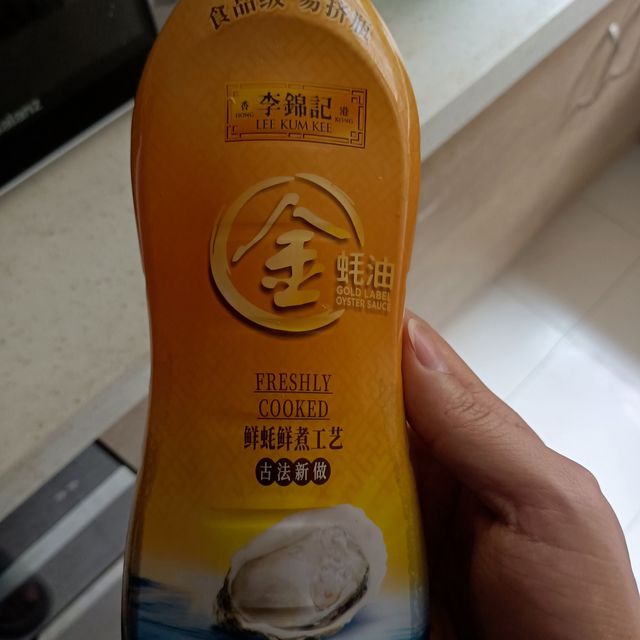 食品级 易挤瓶
香 李錦記 港
HONG LEE KUM KEE KONG
金 蚝油
GOLD LABEL
OYSTER SAUCE
FRESHLY
COOKED
鲜蚝鲜煮工艺
古法新做